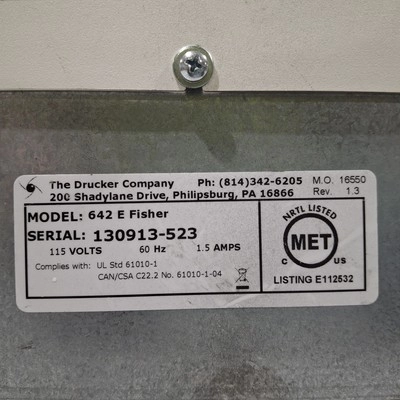 The Drucker Company Ph: (814)342-6205 M.O. 16550
200 Shadylane Drive, Philipsburg, PA 16866 Rev. 1.3
MODEL: 642 E Fisher
SERIAL: 130913-523
115 VOLTS 60 Hz 1.5 AMPS
Complies with: UL Std 61010-1
CAN/CSA C22.2 No. 61010-1-04
NRTL LISTED
MET
C US
LISTING E112532